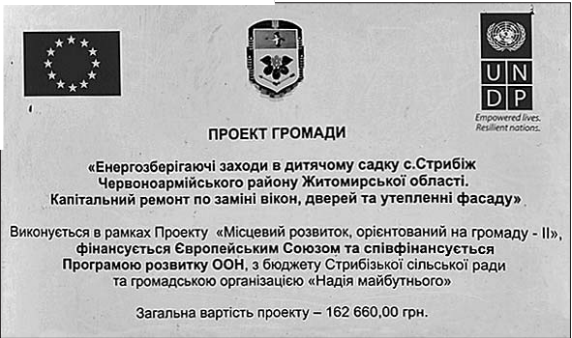 U N
D P
Empowered lives.
Resilient nations.
ПРОЕКТ ГРОМАДИ
«Енергозберігаючі заходи в дитячому садку с.Стрибіж
Червоноармійського району Житомирської області.
Капітальний ремонт по заміні вікон, дверей та утепленні фасаду»
Виконується в рамках Проекту «Місцевий розвиток, орієнтований на громаду - ІІ»,
фінансується Європейським Союзом та співфінансується
Програмою розвитку ООН, з бюджету Стрибізької сільської ради
та громадською організацією «Надія майбутнього»
Загальна вартість проекту – 162 660,00 грн.